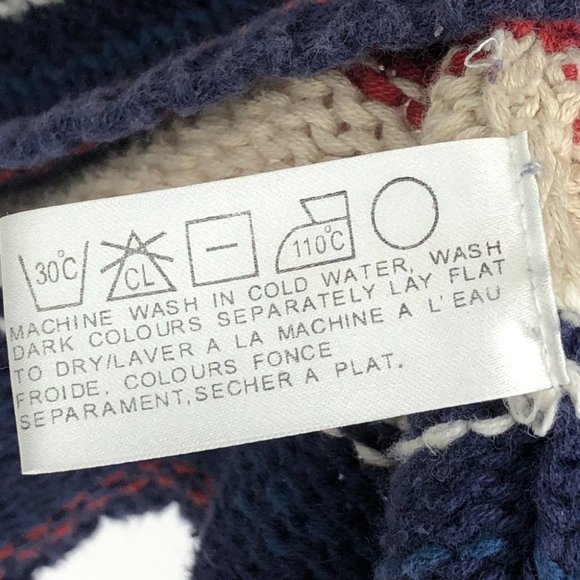 30°C CL 110°C
MACHINE WASH IN COLD WATER, WASH
DARK COLOURS SEPARATELY LAY FLAT
TO DRY/LAVER A LA MACHINE A L'EAU
FROIDE, COLOURS FONCE
SEPARAMENT,SECHER A PLAT.